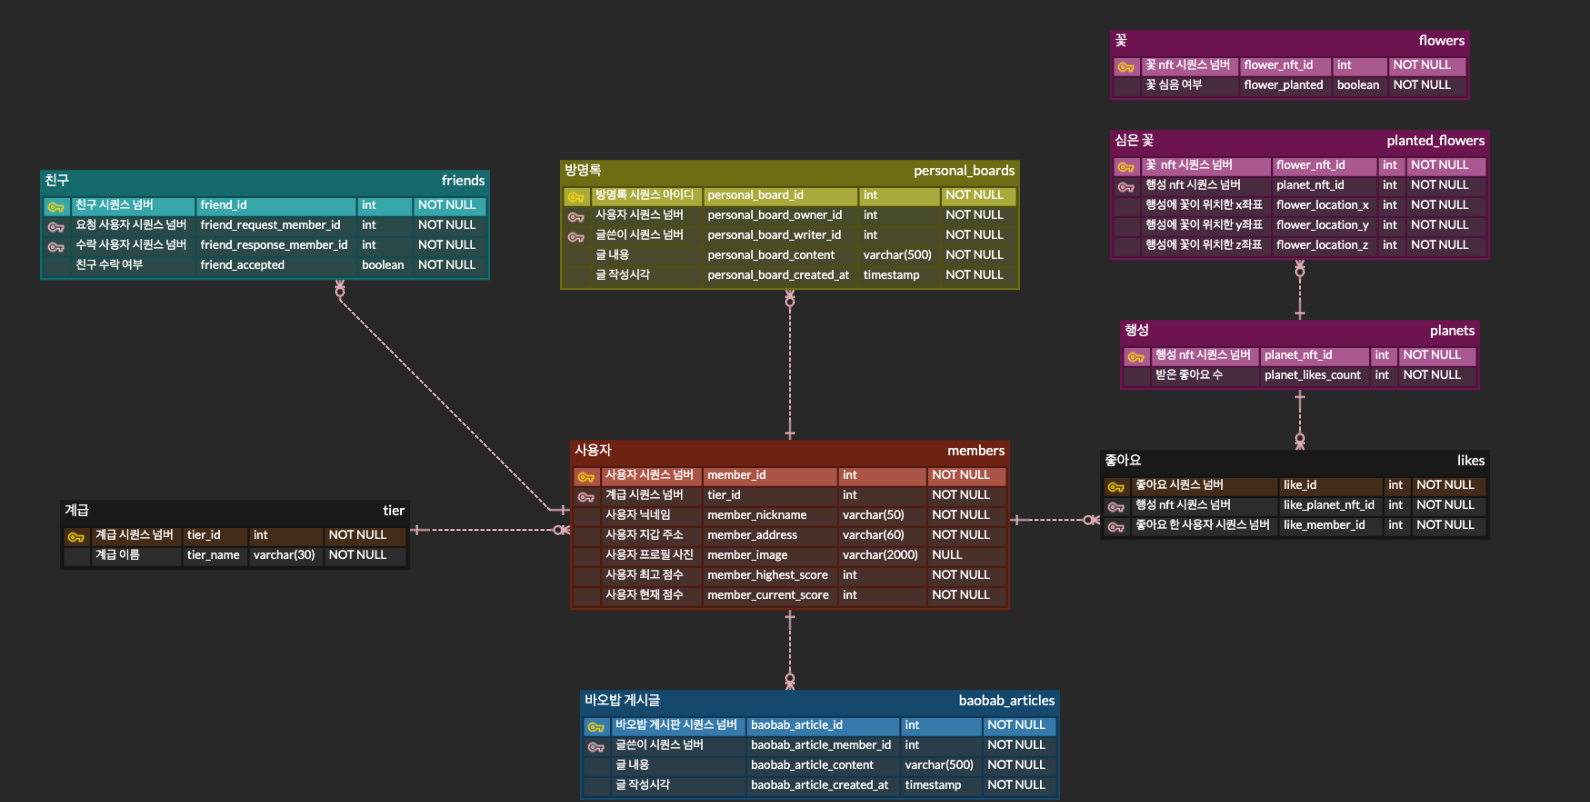 꽃 flowers
꽃 nft 시퀀스 넘버 flower_nft_id int NOT NULL
꽃 심음 여부 flower_planted boolean NOT NULL
심은 꽃 planted_flowers
꽃 nft 시퀀스 넘버 flower_nft_id int NOT NULL
행성 nft 시퀀스 넘버 planet_nft_id int NOT NULL
행성에 꽃이 위치한 x좌표 flower_location_x int NOT NULL
행성에 꽃이 위치한 y좌표 flower_location_y int NOT NULL
행성에 꽃이 위치한 z좌표 flower_location_z int NOT NULL
친구 friends
친구 시퀀스 넘버 friend_id int NOT NULL
요청 사용자 시퀀스 넘버 friend_request_member_id int NOT NULL
수락 사용자 시퀀스 넘버 friend_response_member_id int NOT NULL
친구 수락 여부 friend_accepted boolean NOT NULL
방명록 personal_boards
방명록 시퀀스 아이디 personal_board_id int NOT NULL
사용자 시퀀스 넘버 personal_board_owner_id int NOT NULL
글쓴이 시퀀스 넘버 personal_board_writer_id int NOT NULL
글 내용 personal_board_content varchar(500) NOT NULL
글 작성시각 personal_board_created_at timestamp NOT NULL
행성 planets
행성 nft 시퀀스 넘버 planet_nft_id int NOT NULL
받은 좋아요 수 planet_likes_count int NOT NULL
사용자 members
사용자 시퀀스 넘버 member_id int NOT NULL
계급 시퀀스 넘버 tier_id int NOT NULL
사용자 닉네임 member_nickname varchar(50) NOT NULL
사용자 지갑 주소 member_address varchar(60) NOT NULL
사용자 프로필 사진 member_image varchar(2000) NULL
사용자 최고 점수 member_highest_score int NOT NULL
사용자 현재 점수 member_current_score int NOT NULL
좋아요 likes
좋아요 시퀀스 넘버 like_id int NOT NULL
행성 nft 시퀀스 넘버 like_planet_nft_id int NOT NULL
좋아요 한 사용자 시퀀스 넘버 like_member_id int NOT NULL
계급 tier
계급 시퀀스 넘버 tier_id int NOT NULL
계급 이름 tier_name varchar(30) NOT NULL
바오밥 게시글 baobab_articles
바오밥 게시판 시퀀스 넘버 baobab_article_id int NOT NULL
글쓴이 시퀀스 넘버 baobab_article_member_id int NOT NULL
글 내용 baobab_article_content varchar(500) NOT NULL
글 작성시각 baobab_article_created_at timestamp NOT NULL